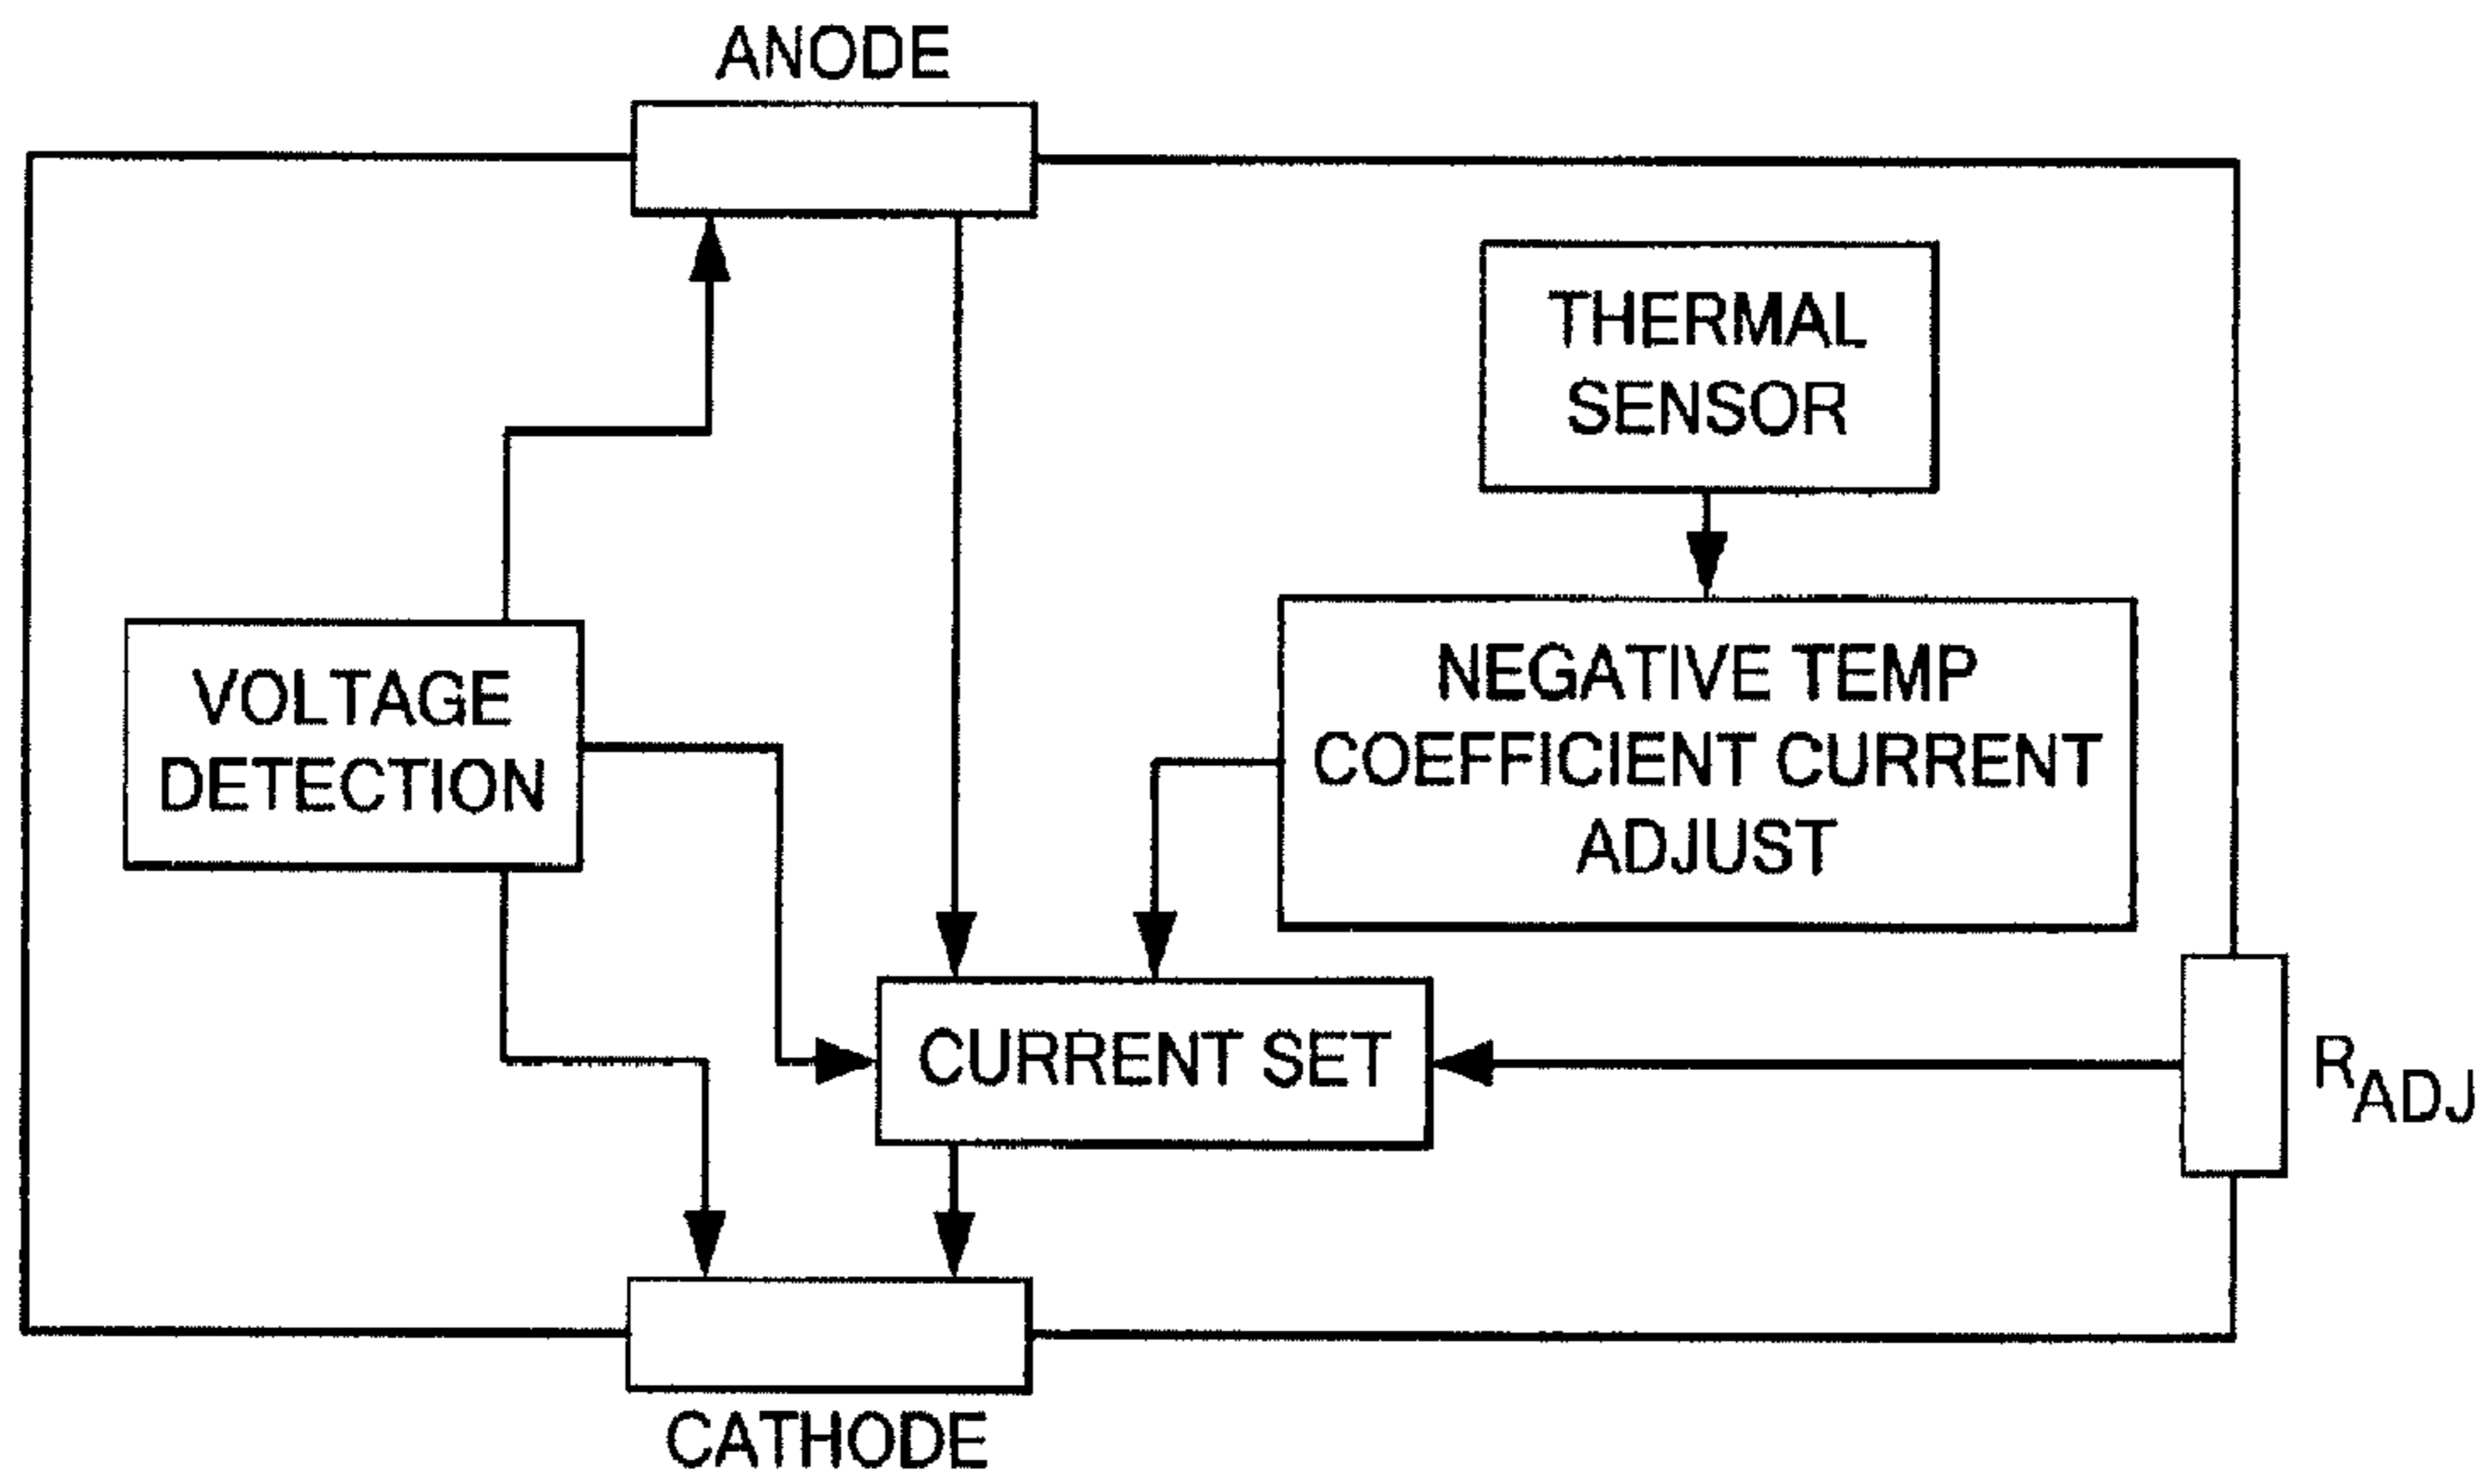 ANODE
THERMAL
SENSOR
VOLTAGE
DETECTION
NEGATIVE TEMP
COEFFICIENT CURRENT
ADJUST
CURRENT SET
RADJ
CATHODE